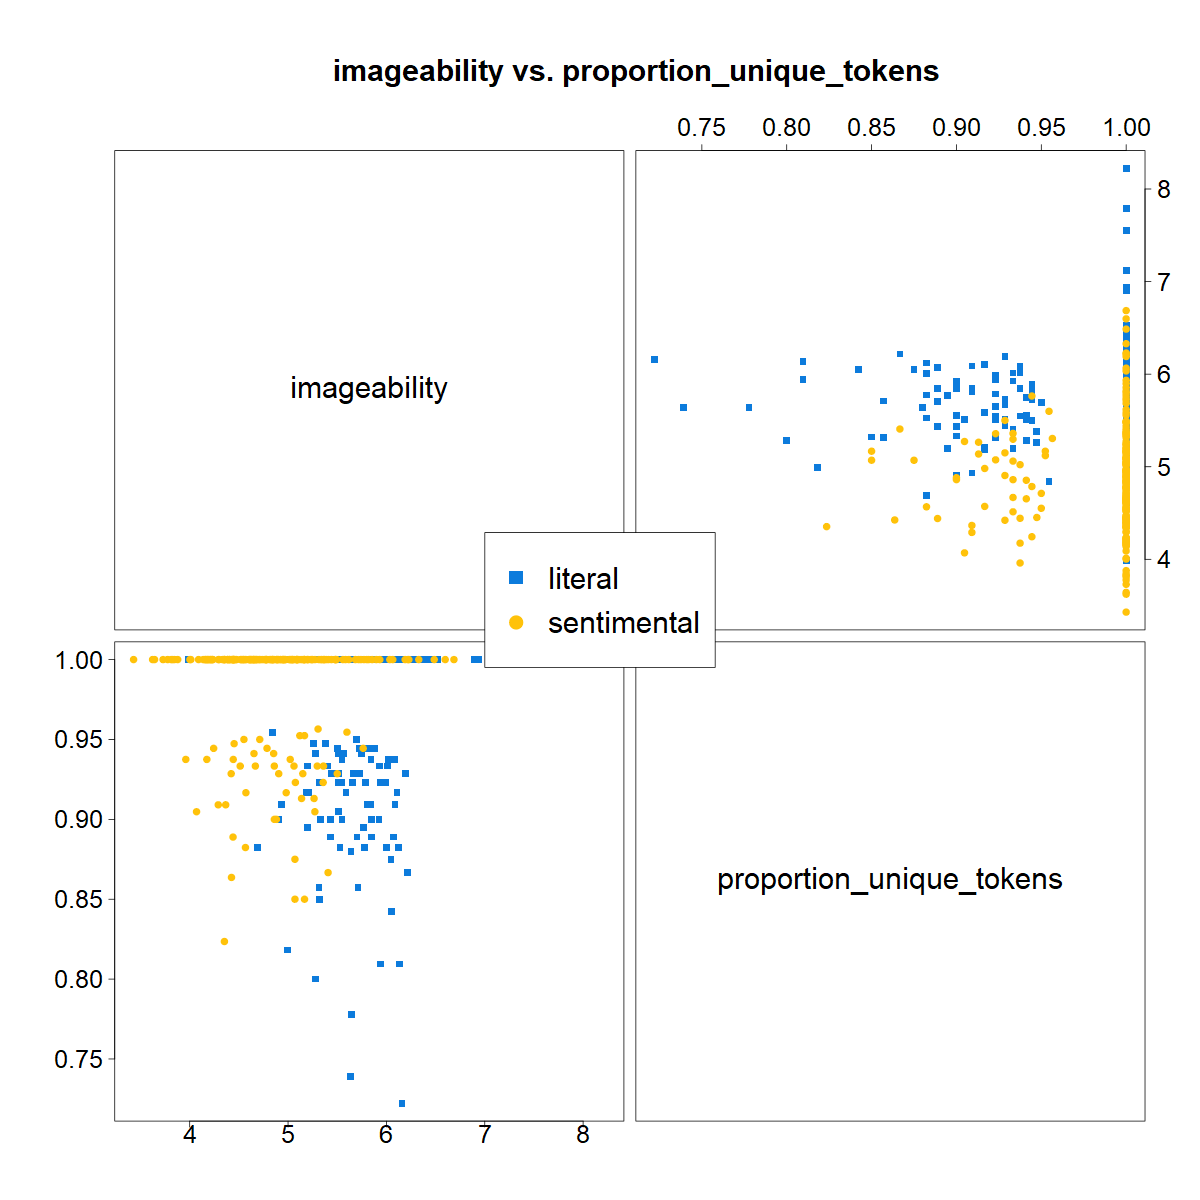 imageability vs. proportion_unique_tokens
0.75 0.80 0.85 0.90 0.95 1.00
8
7
6
5
4
imageability
literal
sentimental
1.00
0.95
0.90
0.85
0.80
0.75
proportion_unique_tokens
4 5 6 7 8